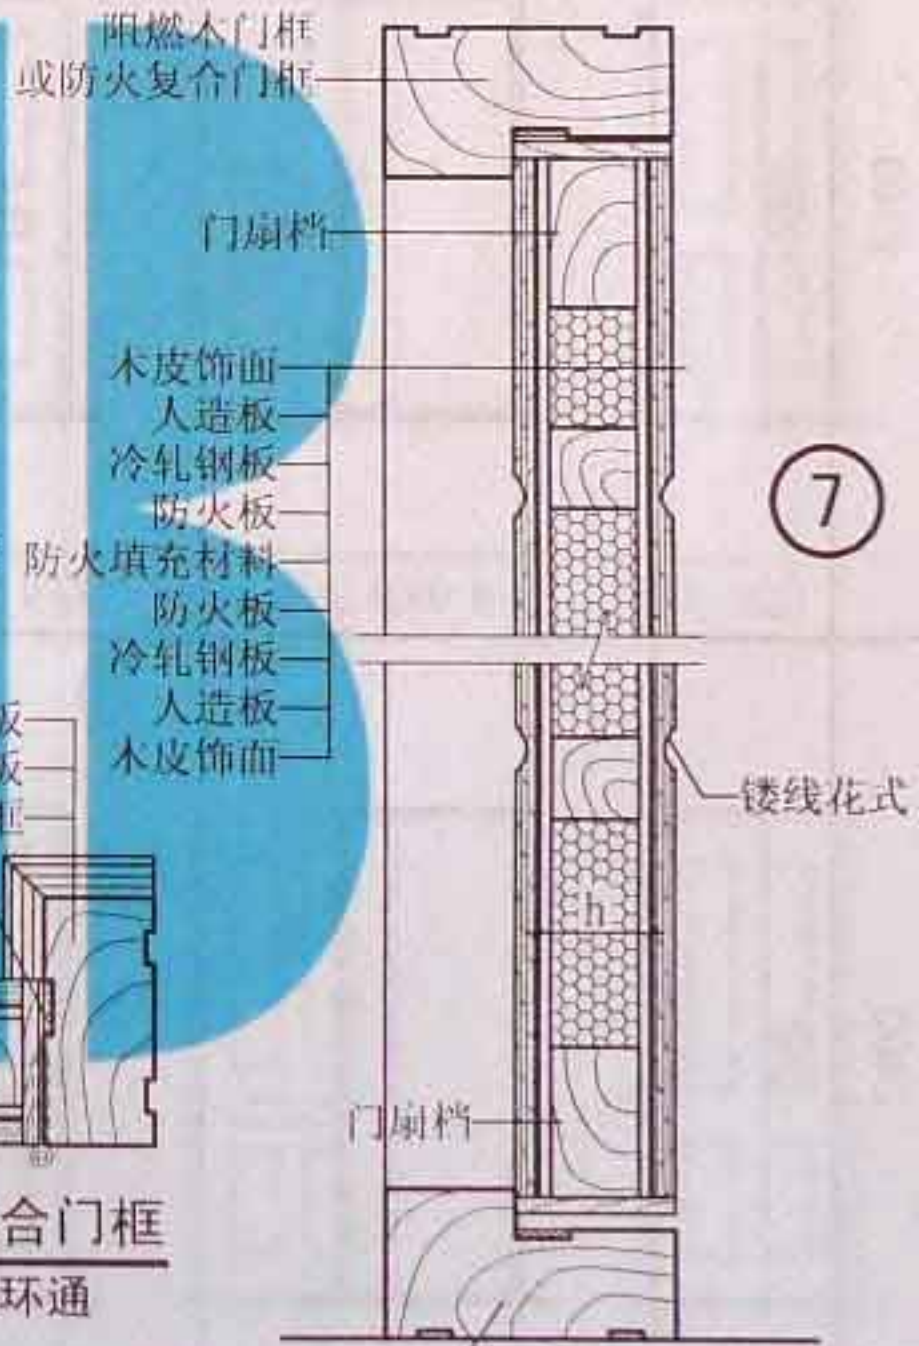 阻燃木门框
或防火复合门框
门扇档
木皮饰面
人造板
冷轧钢板
防火板
防火填充材料
防火板
冷轧钢板
人造板
木皮饰面
7
板
板
框
镂线花式
h
门扇档
合门框
环通